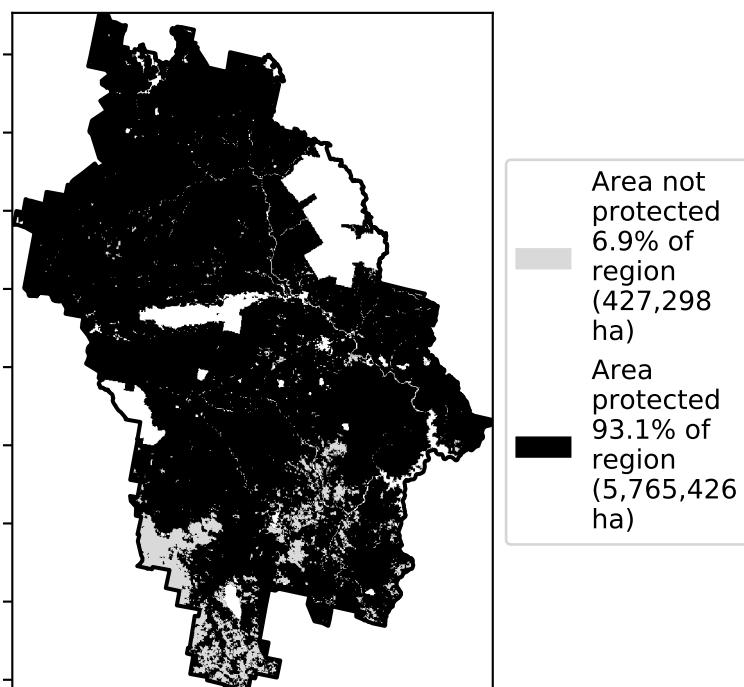 Area not
protected
6.9% of
region
(427,298
ha)
Area
protected
93.1% of
region
(5,765,426
ha)